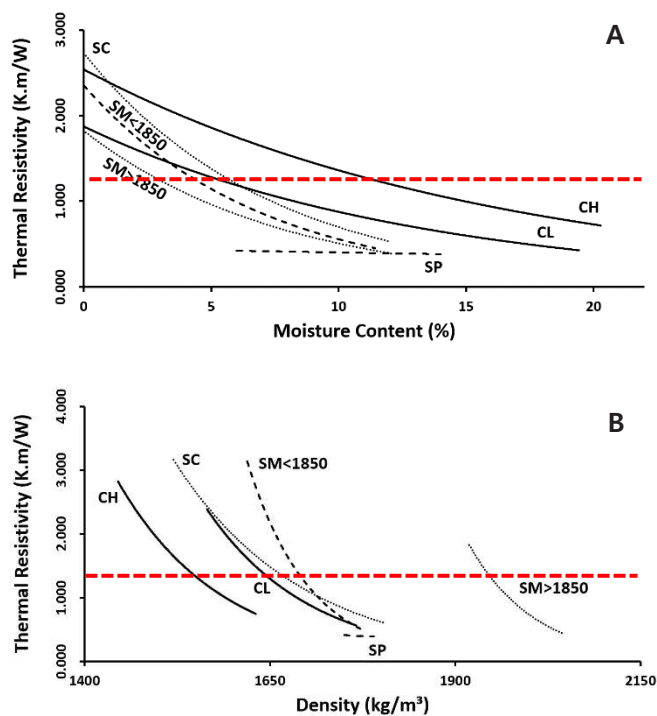 A
3.000
2.000
1.000
0.000
Thermal Resistivity (K.m/W)
SC
SM<1850
SM>1850
CH
CL
SP
0 5 10 15 20
Moisture Content (%)
B
4.000
3.000
2.000
1.000
0.000
Thermal Resistivity (K.m/W)
SC
SM<1850
CH
CL
SM>1850
SP
1400 1650 1900 2150
Density (kg/m³)